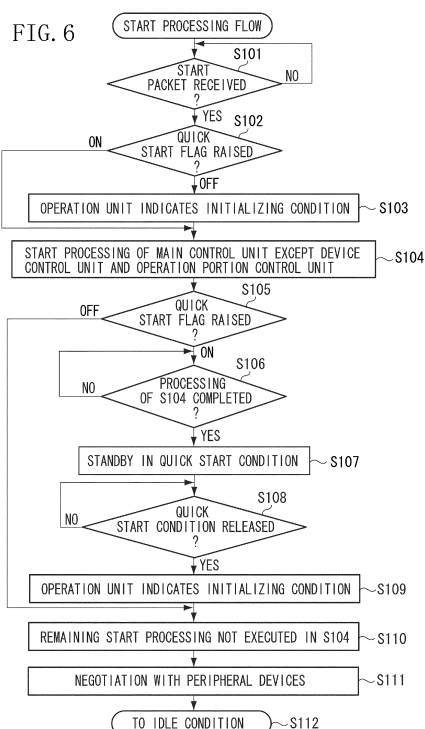 FIG. 6
START PROCESSING FLOW
S101
START
PACKET RECEIVED
?
NO
YES
S102
ON
QUICK
START FLAG RAISED
?
OFF
OPERATION UNIT INDICATES INITIALIZING CONDITION
S103
START PROCESSING OF MAIN CONTROL UNIT EXCEPT DEVICE
CONTROL UNIT AND OPERATION PORTION CONTROL UNIT
S104
S105
OFF
QUICK
START FLAG RAISED
?
ON
S106
NO
PROCESSING
OF S104 COMPLETED
?
YES
STANDBY IN QUICK START CONDITION
S107
S108
NO
QUICK
START CONDITION RELEASED
?
YES
OPERATION UNIT INDICATES INITIALIZING CONDITION
S109
REMAINING START PROCESSING NOT EXECUTED IN S104
S110
NEGOTIATION WITH PERIPHERAL DEVICES
S111
TO IDLE CONDITION
S112